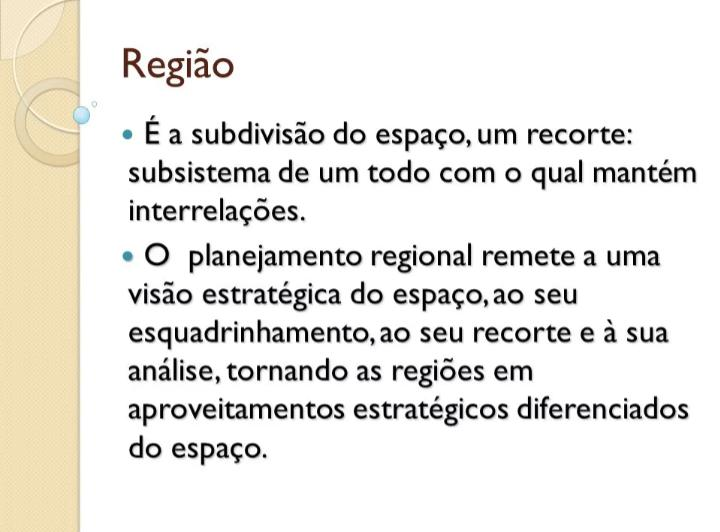 Região
• É a subdivisão do espaço, um recorte:
subsistema de um todo com o qual mantém
interrelações.
• O planejamento regional remete a uma
visão estratégica do espaço, ao seu
esquadrinhamento, ao seu recorte e à sua
análise, tornando as regiões em
aproveitamentos estratégicos diferenciados
do espaço.